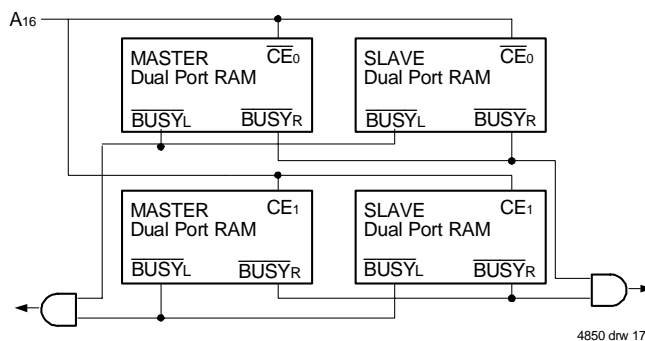 A16
MASTER CE0 SLAVE CE0
Dual Port RAM Dual Port RAM
BUSYL BUSYR BUSYL BUSYR
MASTER CE1 SLAVE CE1
Dual Port RAM Dual Port RAM
BUSYL BUSYR BUSYL BUSYR
4850 drw 17